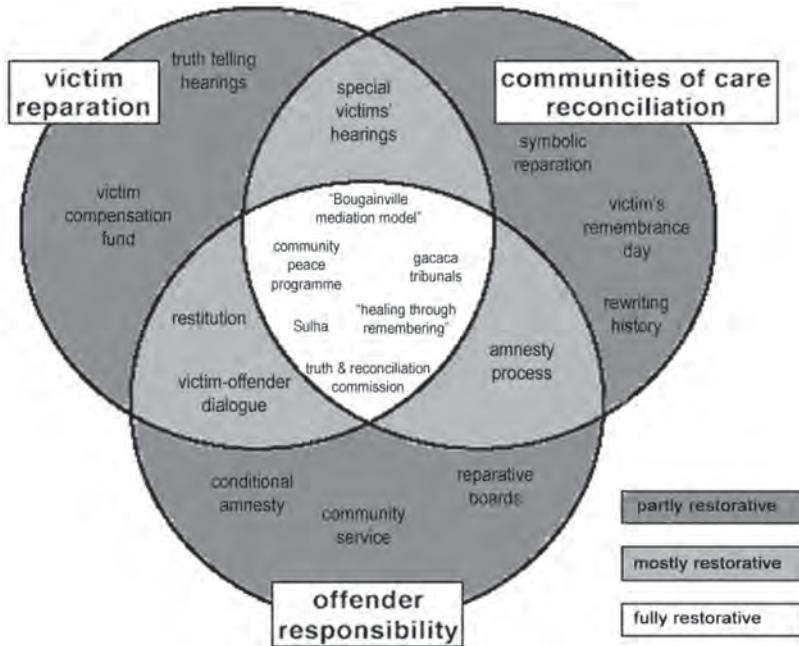 truth telling
hearings
victim
reparation
special
victims'
hearings
communities of care
reconciliation
symbolic
reparation
victim
compensation
fund
victim's
remembrance
day
"Bougainville
mediation model"
community
peace
programme
gacaca
tribunals
rewriting
history
restitution
Sulha
"healing through
remembering"
victim-offender
dialogue
truth & reconciliation
commission
amnesty
process
conditional
amnesty
community
service
reparative
boards
offender
responsibility
partly restorative
mostly restorative
fully restorative